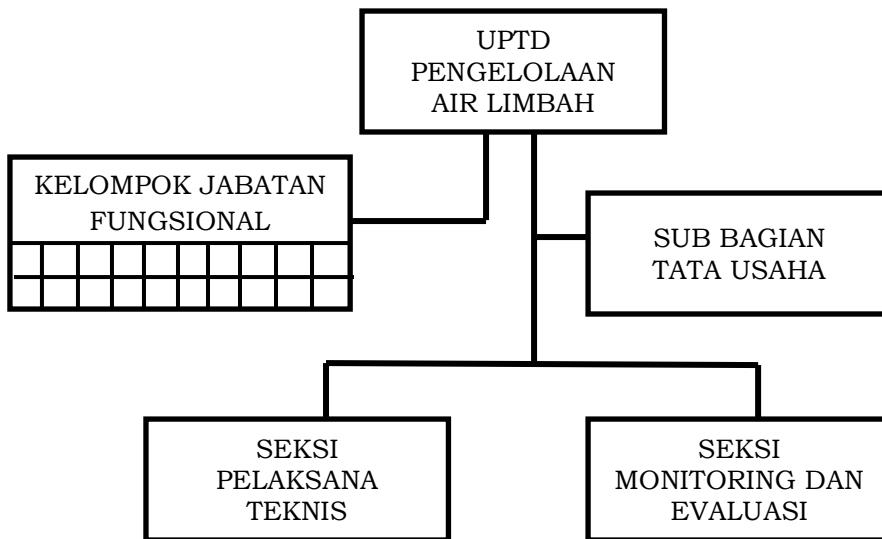 UPTD
PENGELOLAAN
AIR LIMBAH
KELOMPOK JABATAN
FUNGSIONAL
SUB BAGIAN
TATA USAHA
SEKSI
PELAKSANA
TEKNIS
SEKSI
MONITORING DAN
EVALUASI